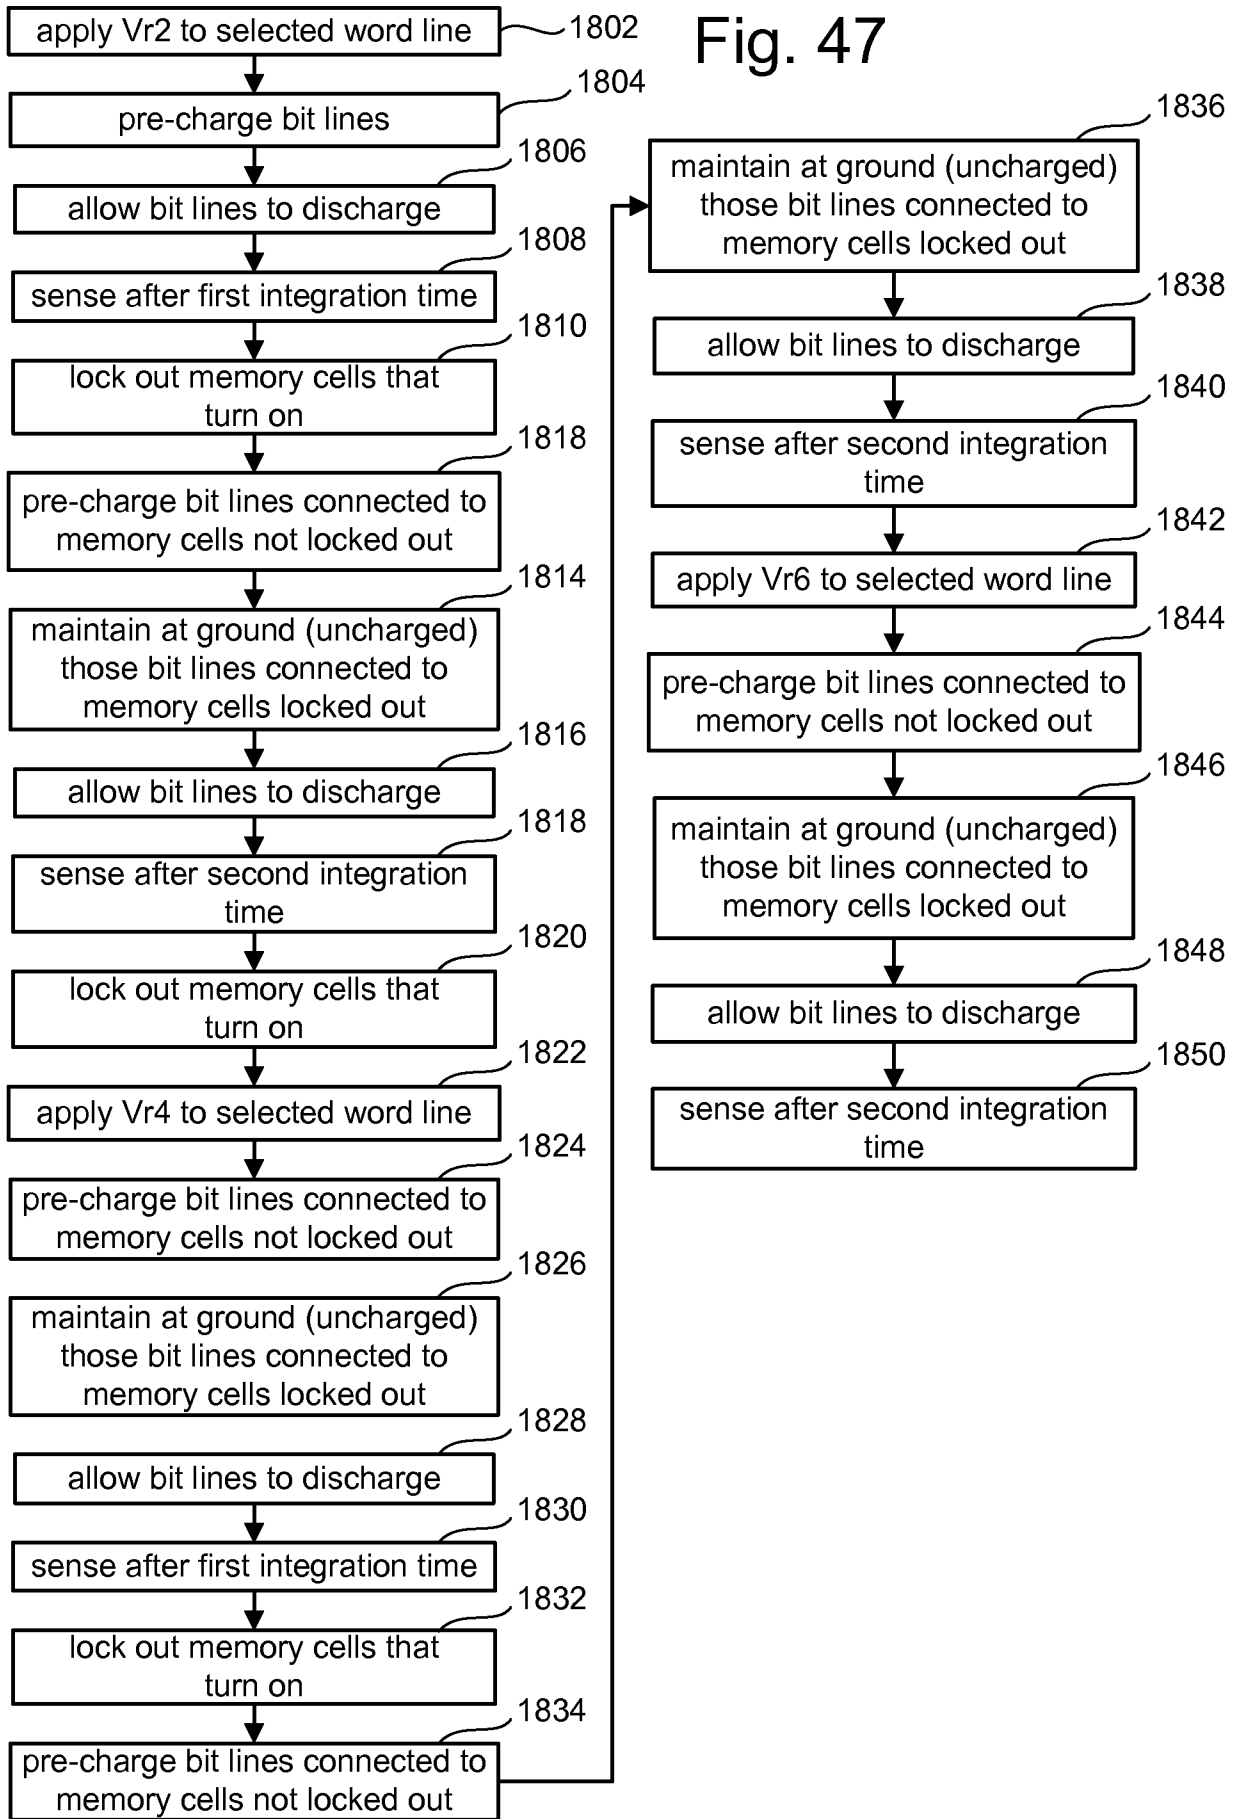 Fig. 47
apply Vr2 to selected word line
1802
pre-charge bit lines
1804
allow bit lines to discharge
1806
sense after first integration time
1808
lock out memory cells that
turn on
1810
pre-charge bit lines connected to
memory cells not locked out
1818
maintain at ground (uncharged)
those bit lines connected to
memory cells locked out
1814
allow bit lines to discharge
1816
sense after second integration
time
1818
lock out memory cells that
turn on
1820
apply Vr4 to selected word line
1822
pre-charge bit lines connected to
memory cells not locked out
1824
maintain at ground (uncharged)
those bit lines connected to
memory cells locked out
1826
allow bit lines to discharge
1828
sense after first integration time
1830
lock out memory cells that
turn on
1832
pre-charge bit lines connected to
memory cells not locked out
1834
maintain at ground (uncharged)
those bit lines connected to
memory cells locked out
1836
allow bit lines to discharge
1838
sense after second integration
time
1840
apply Vr6 to selected word line
1842
pre-charge bit lines connected to
memory cells not locked out
1844
maintain at ground (uncharged)
those bit lines connected to
memory cells locked out
1846
allow bit lines to discharge
1848
sense after second integration
time
1850